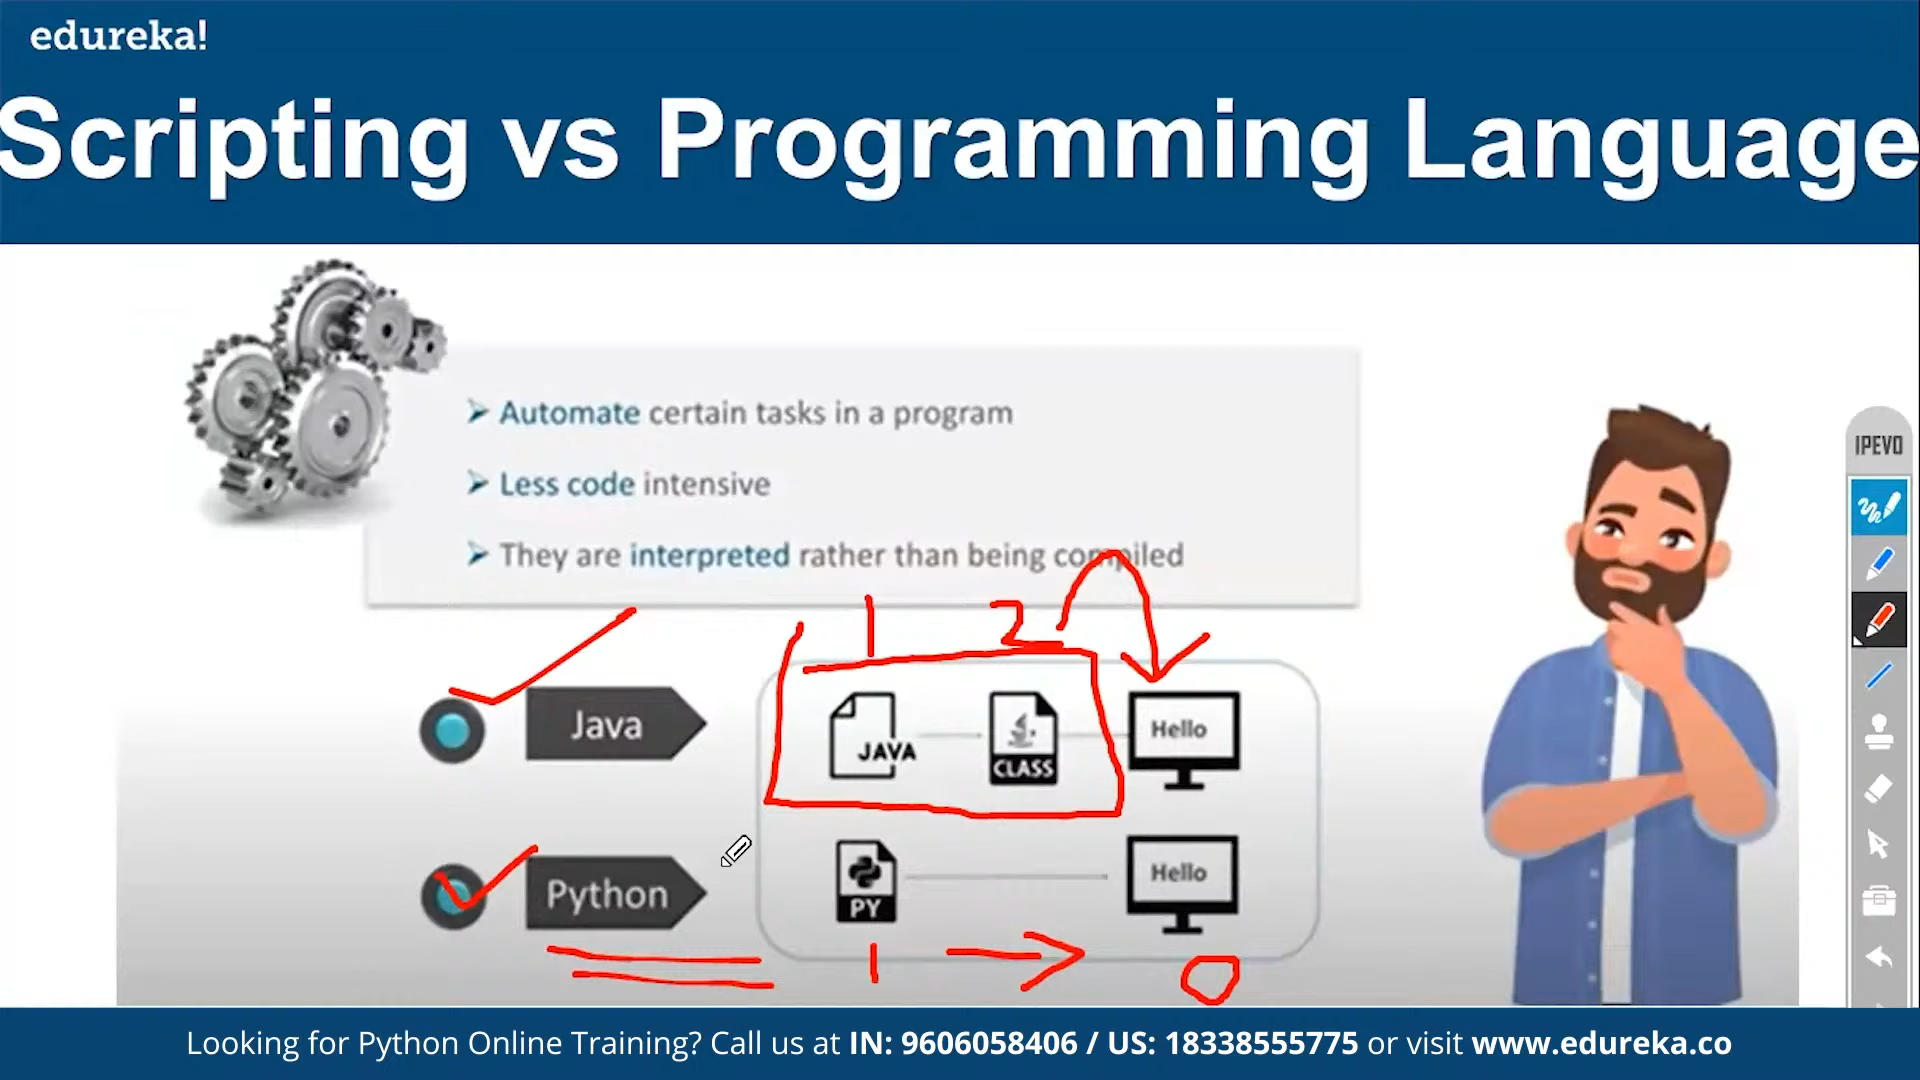 edureka!
Scripting vs Programming Language
➢ Automate certain tasks in a program
➢ Less code intensive
➢ They are interpreted rather than being compiled
IPEVO
1 2
Java
JAVA
CLASS
Hello
Python
PY
Hello
1 → O
Looking for Python Online Training? Call us at IN: 9606058406 / US: 18338555775 or visit www.edureka.co